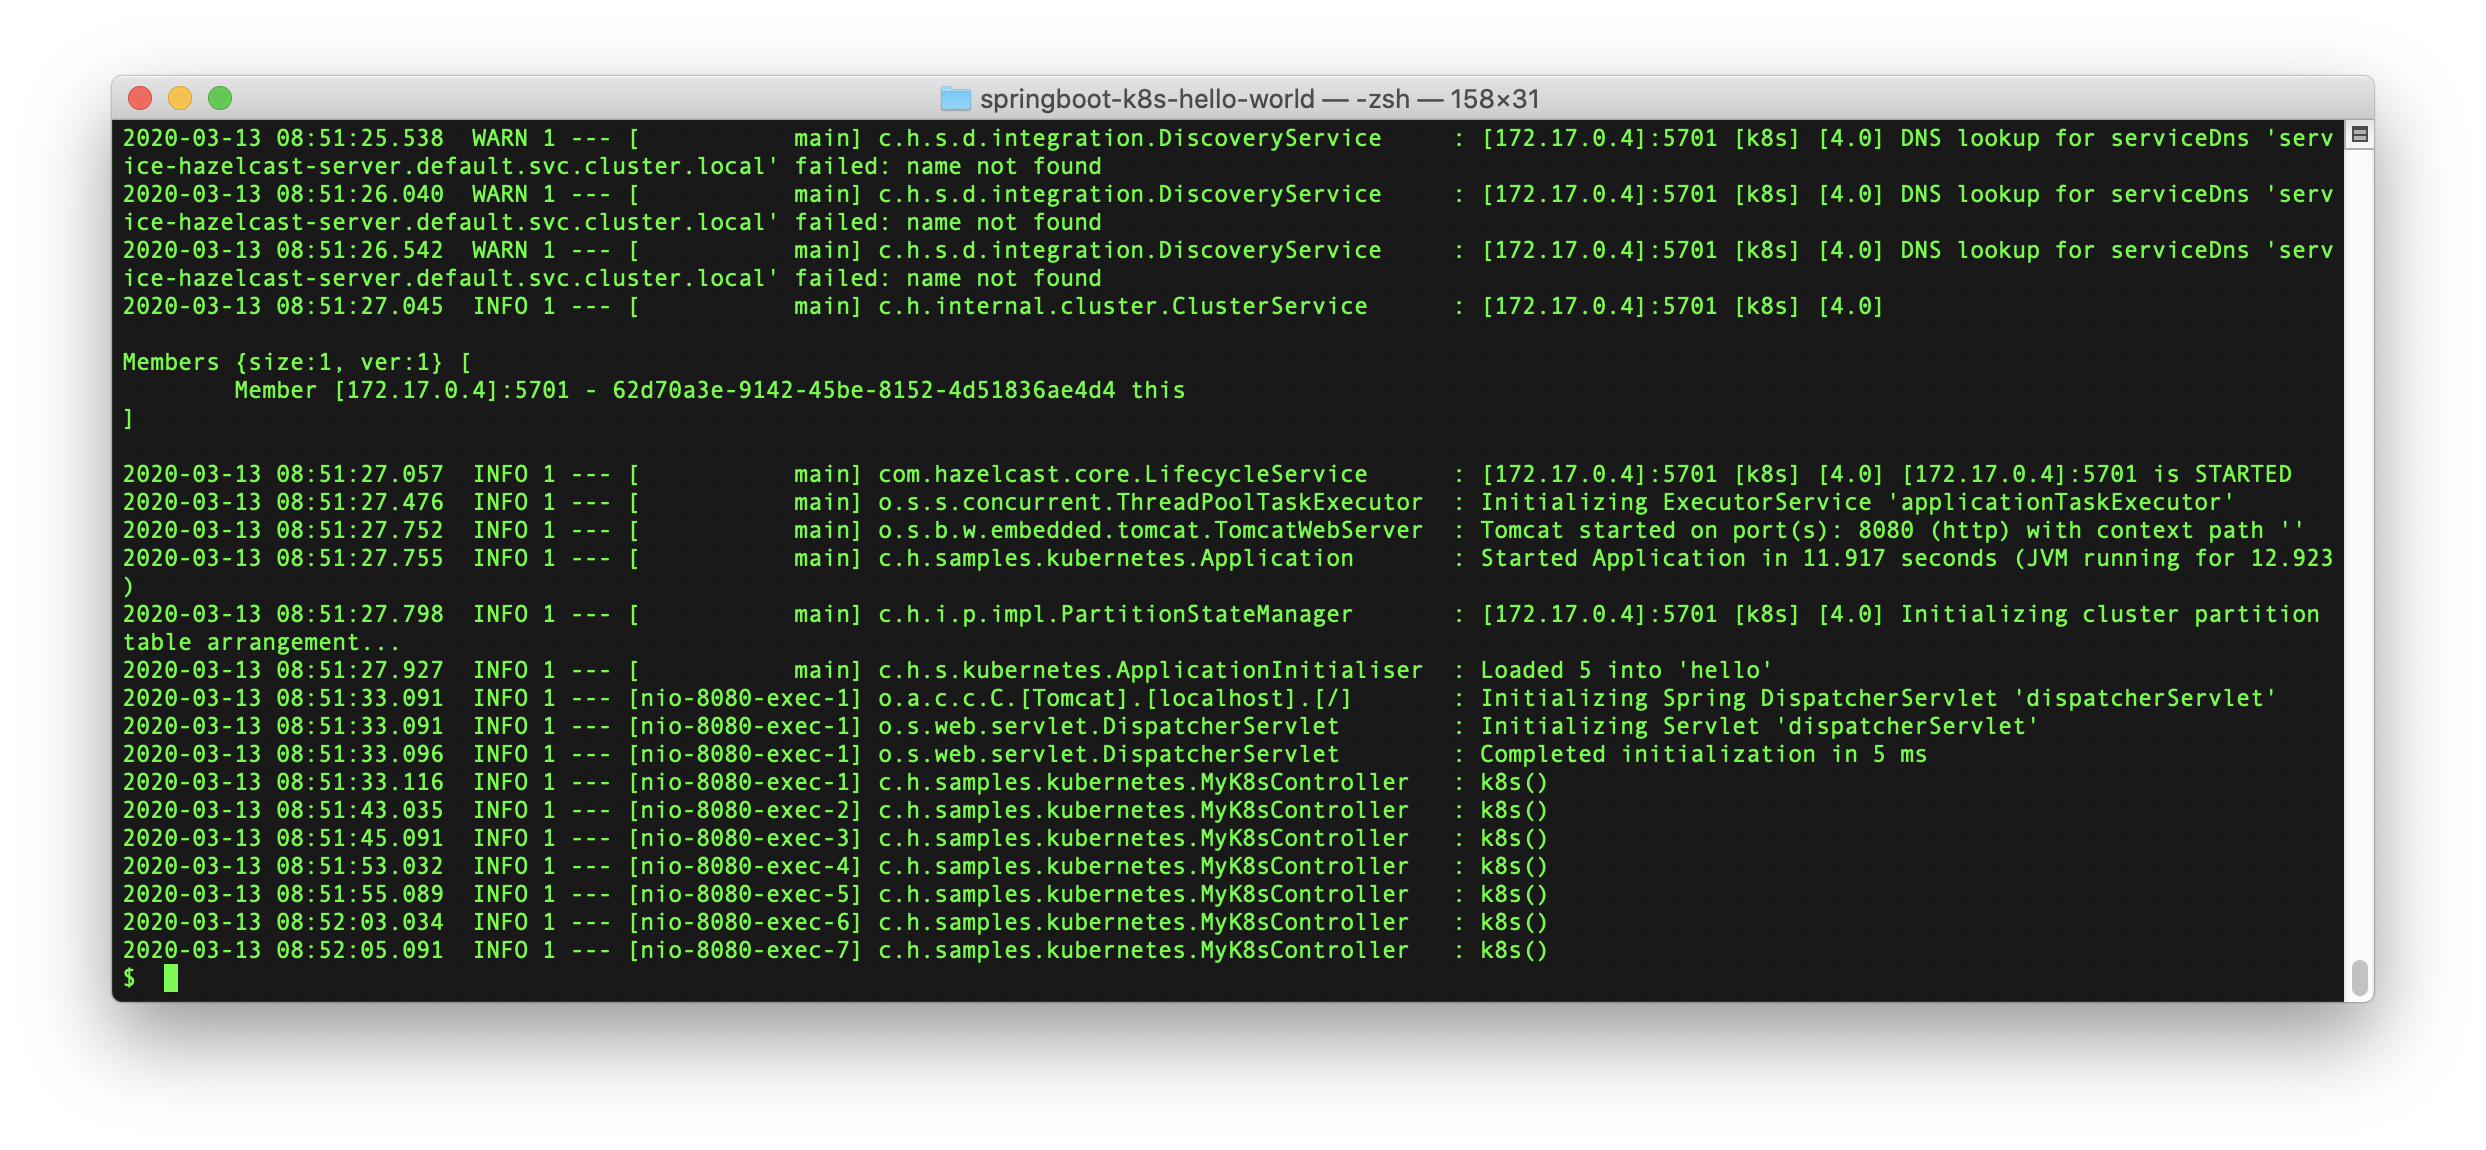 springboot-k8s-hello-world — -zsh — 158×31
2020-03-13 08:51:25.538  WARN 1 --- [           main] c.h.s.d.integration.DiscoveryService     : [172.17.0.4]:5701 [k8s] [4.0] DNS lookup for serviceDns 'serv
ice-hazelcast-server.default.svc.cluster.local' failed: name not found
2020-03-13 08:51:26.040  WARN 1 --- [           main] c.h.s.d.integration.DiscoveryService     : [172.17.0.4]:5701 [k8s] [4.0] DNS lookup for serviceDns 'serv
ice-hazelcast-server.default.svc.cluster.local' failed: name not found
2020-03-13 08:51:26.542  WARN 1 --- [           main] c.h.s.d.integration.DiscoveryService     : [172.17.0.4]:5701 [k8s] [4.0] DNS lookup for serviceDns 'serv
ice-hazelcast-server.default.svc.cluster.local' failed: name not found
2020-03-13 08:51:27.045  INFO 1 --- [           main] c.h.internal.cluster.ClusterService      : [172.17.0.4]:5701 [k8s] [4.0]
Members {size:1, ver:1} [
        Member [172.17.0.4]:5701 - 62d70a3e-9142-45be-8152-4d51836ae4d4 this
]
2020-03-13 08:51:27.057  INFO 1 --- [           main] com.hazelcast.core.LifecycleService      : [172.17.0.4]:5701 [k8s] [4.0] [172.17.0.4]:5701 is STARTED
2020-03-13 08:51:27.476  INFO 1 --- [           main] o.s.s.concurrent.ThreadPoolTaskExecutor  : Initializing ExecutorService 'applicationTaskExecutor'
2020-03-13 08:51:27.752  INFO 1 --- [           main] o.s.b.w.embedded.tomcat.TomcatWebServer  : Tomcat started on port(s): 8080 (http) with context path ''
2020-03-13 08:51:27.755  INFO 1 --- [           main] c.h.samples.kubernetes.Application       : Started Application in 11.917 seconds (JVM running for 12.923
)
2020-03-13 08:51:27.798  INFO 1 --- [           main] c.h.i.p.impl.PartitionStateManager       : [172.17.0.4]:5701 [k8s] [4.0] Initializing cluster partition
table arrangement...
2020-03-13 08:51:27.927  INFO 1 --- [           main] c.h.s.kubernetes.ApplicationInitialiser  : Loaded 5 into 'hello'
2020-03-13 08:51:33.091  INFO 1 --- [nio-8080-exec-1] o.a.c.c.C.[Tomcat].[localhost].[/]       : Initializing Spring DispatcherServlet 'dispatcherServlet'
2020-03-13 08:51:33.091  INFO 1 --- [nio-8080-exec-1] o.s.web.servlet.DispatcherServlet        : Initializing Servlet 'dispatcherServlet'
2020-03-13 08:51:33.096  INFO 1 --- [nio-8080-exec-1] o.s.web.servlet.DispatcherServlet        : Completed initialization in 5 ms
2020-03-13 08:51:33.116  INFO 1 --- [nio-8080-exec-1] c.h.samples.kubernetes.MyK8sController   : k8s()
2020-03-13 08:51:43.035  INFO 1 --- [nio-8080-exec-2] c.h.samples.kubernetes.MyK8sController   : k8s()
2020-03-13 08:51:45.091  INFO 1 --- [nio-8080-exec-3] c.h.samples.kubernetes.MyK8sController   : k8s()
2020-03-13 08:51:53.032  INFO 1 --- [nio-8080-exec-4] c.h.samples.kubernetes.MyK8sController   : k8s()
2020-03-13 08:51:55.089  INFO 1 --- [nio-8080-exec-5] c.h.samples.kubernetes.MyK8sController   : k8s()
2020-03-13 08:52:03.034  INFO 1 --- [nio-8080-exec-6] c.h.samples.kubernetes.MyK8sController   : k8s()
2020-03-13 08:52:05.091  INFO 1 --- [nio-8080-exec-7] c.h.samples.kubernetes.MyK8sController   : k8s()
$